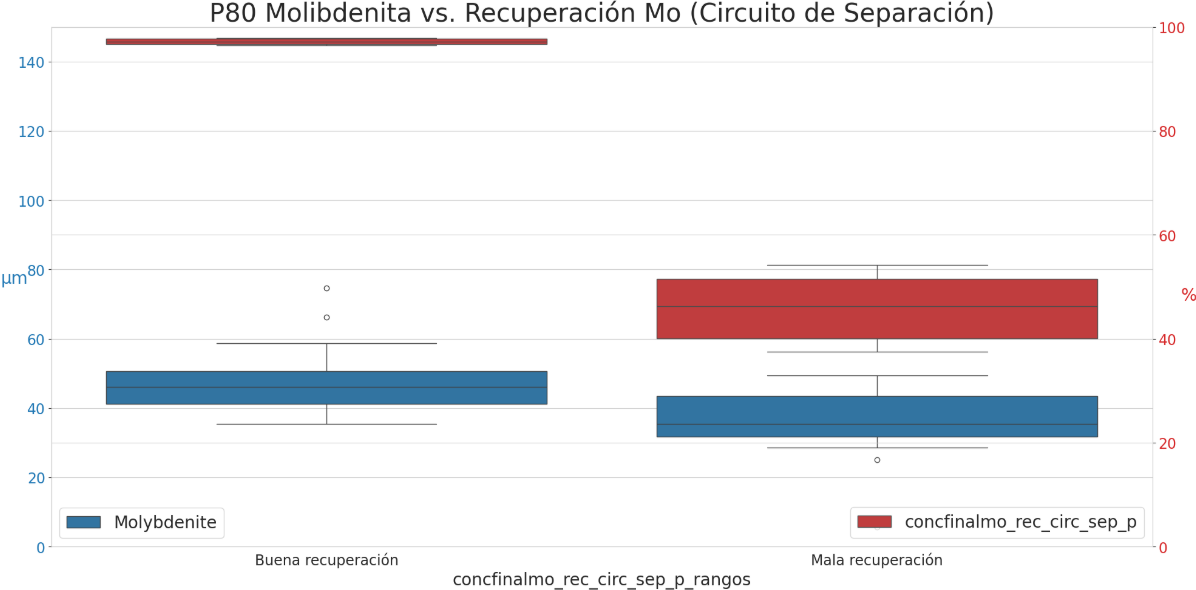 P80 Molibdenita vs. Recuperación Mo (Circuito de Separación)
140
120
100
80
60
40
20
0
µm
100
80
60
40
20
0
%
Molybdenite
concfinalmo_rec_circ_sep_p
Buena recuperación
Mala recuperación
concfinalmo_rec_circ_sep_p_rangos